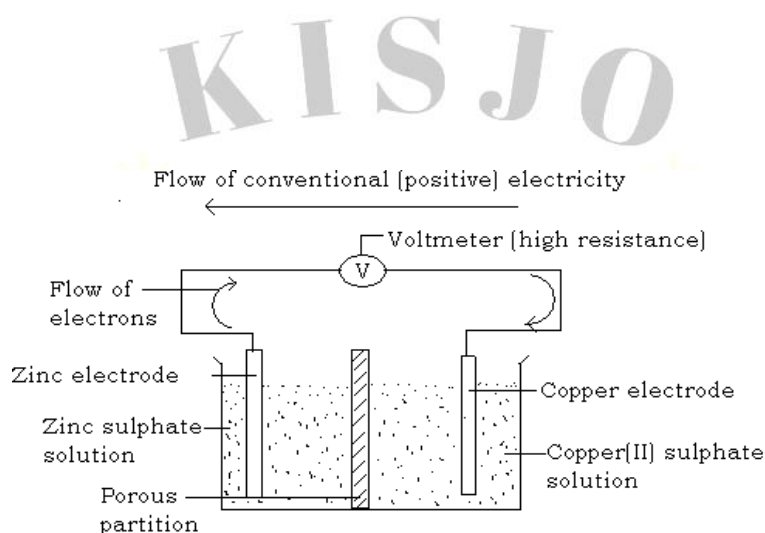 KISJO
Flow of conventional (positive) electricity
Voltmeter (high resistance)
V
Flow of
electrons
Zinc electrode
Copper electrode
Zinc sulphate
solution
Copper(II) sulphate
solution
Porous
partition